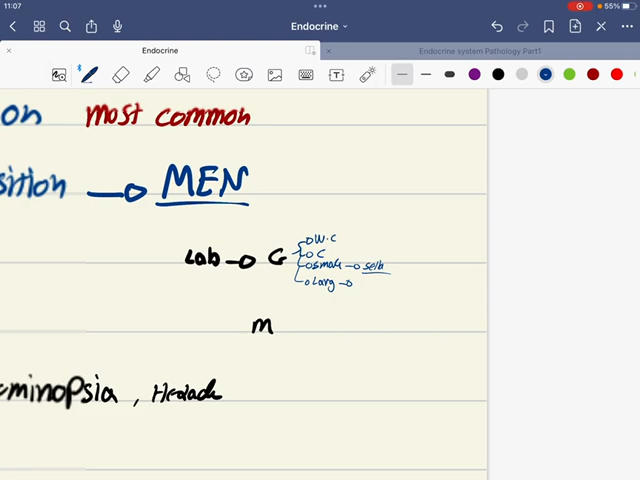 11:07
55%
Endocrine
Endocrine
Endocrine system Pathology Part1
on most common
sition → MEN
Lab → G
W.C
C
small → sella
Larg →
m
minopsia, Headach